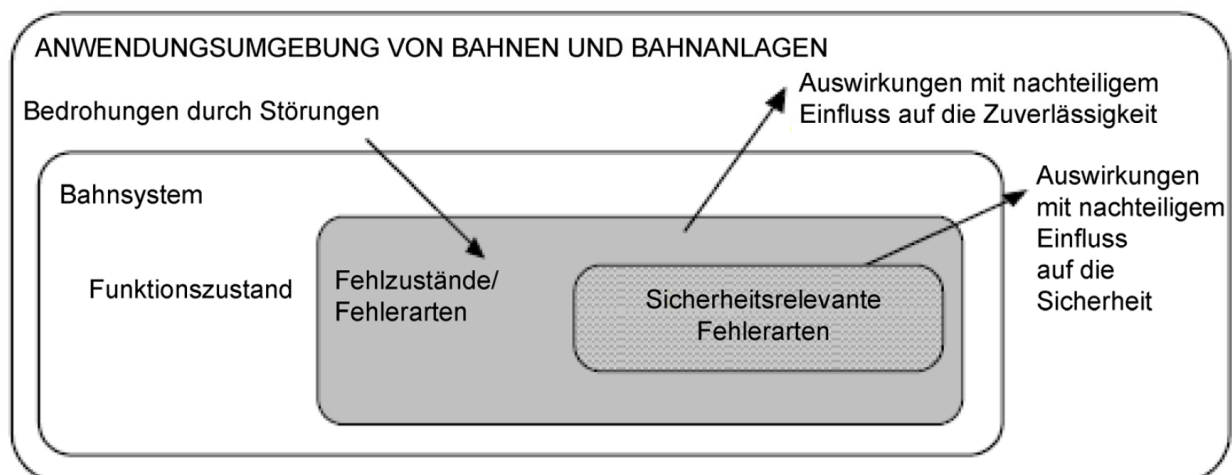 ANWENDUNGSUMGEBUNG VON BAHNEN UND BAHNANLAGEN
Bedrohungen durch Störungen
Auswirkungen mit nachteiligem
Einfluss auf die Zuverlässigkeit
Bahnsystem
Auswirkungen
mit nachteiligem
Einfluss
auf die
Sicherheit
Funktionszustand
Fehlzustände/
Fehlerarten
Sicherheitsrelevante
Fehlerarten